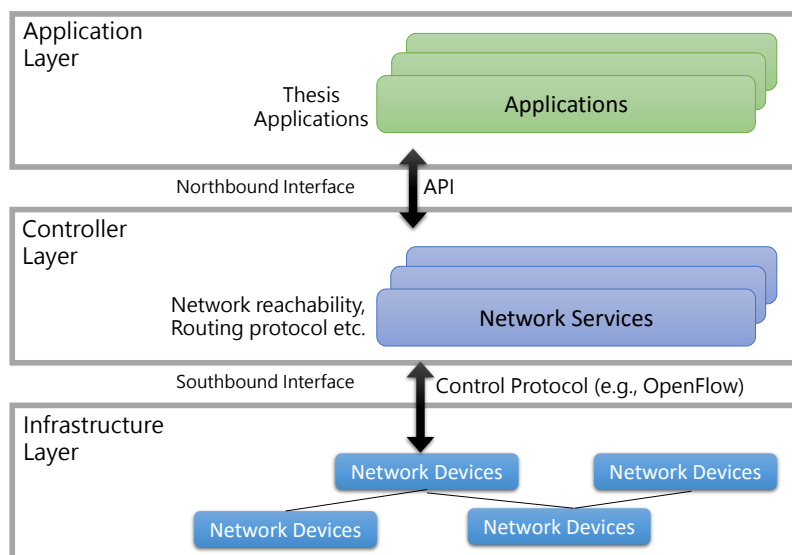 Application
Layer
Thesis
Applications
Applications
Northbound Interface
API
Controller
Layer
Network reachability,
Routing protocol etc.
Network Services
Southbound Interface
Control Protocol (e.g., OpenFlow)
Infrastructure
Layer
Network Devices
Network Devices
Network Devices
Network Devices